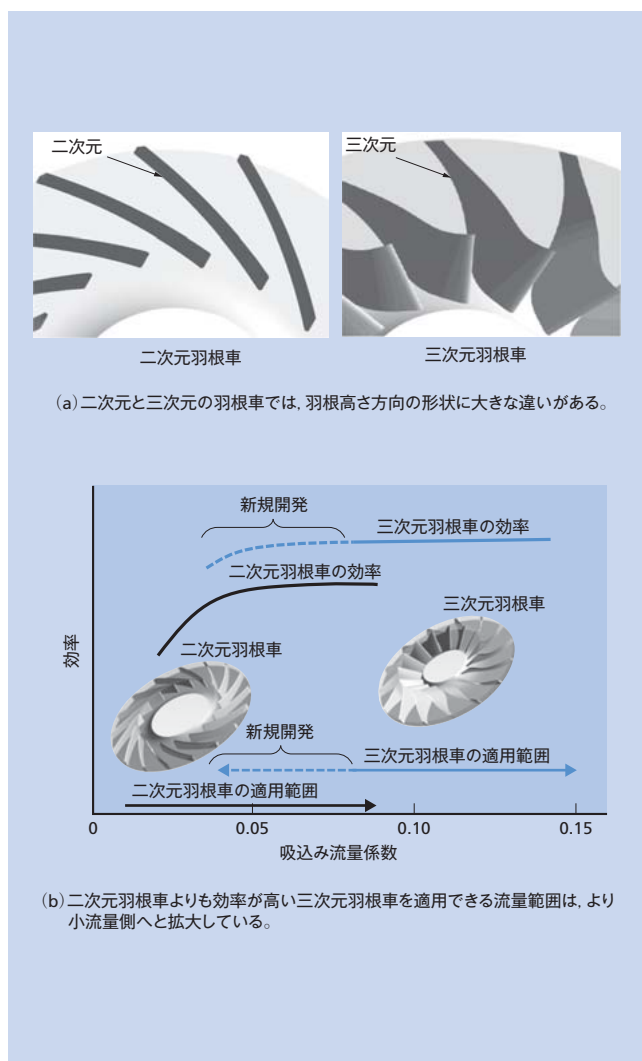 二次元
三次元
二次元羽根車
三次元羽根車
(a)二次元と三次元の羽根車では，羽根高さ方向の形状に大きな違いがある。
新規開発
三次元羽根車の効率
二次元羽根車の効率
三次元羽根車
二次元羽根車
効率
新規開発
三次元羽根車の適用範囲
二次元羽根車の適用範囲
0
0.05
0.10
0.15
吸込み流量係数
(b)二次元羽根車よりも効率が高い三次元羽根車を適用できる流量範囲は，より
小流量側へと拡大している。